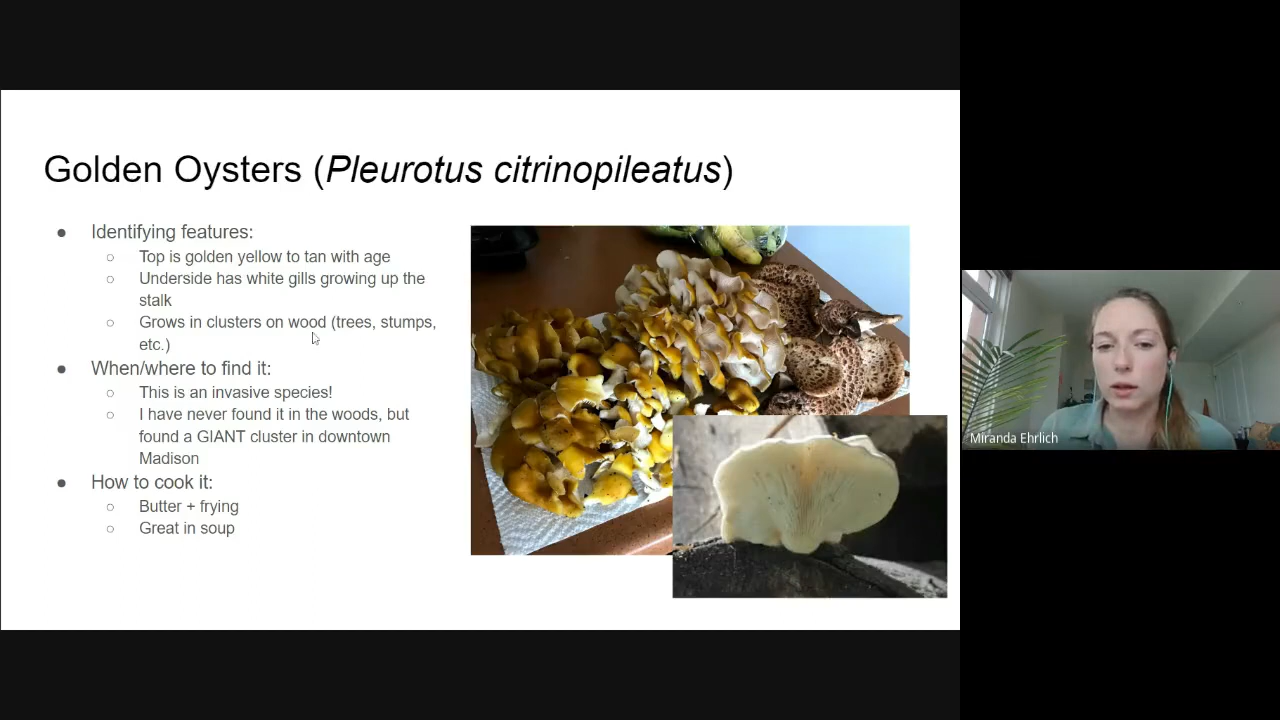 Golden Oysters (Pleurotus citrinopileatus)
● Identifying features:
○ Top is golden yellow to tan with age
○ Underside has white gills growing up the
stalk
○ Grows in clusters on wood (trees, stumps,
etc.)
● When/where to find it:
○ This is an invasive species!
○ I have never found it in the woods, but
found a GIANT cluster in downtown
Madison
● How to cook it:
○ Butter + frying
○ Great in soup
Miranda Ehrlich